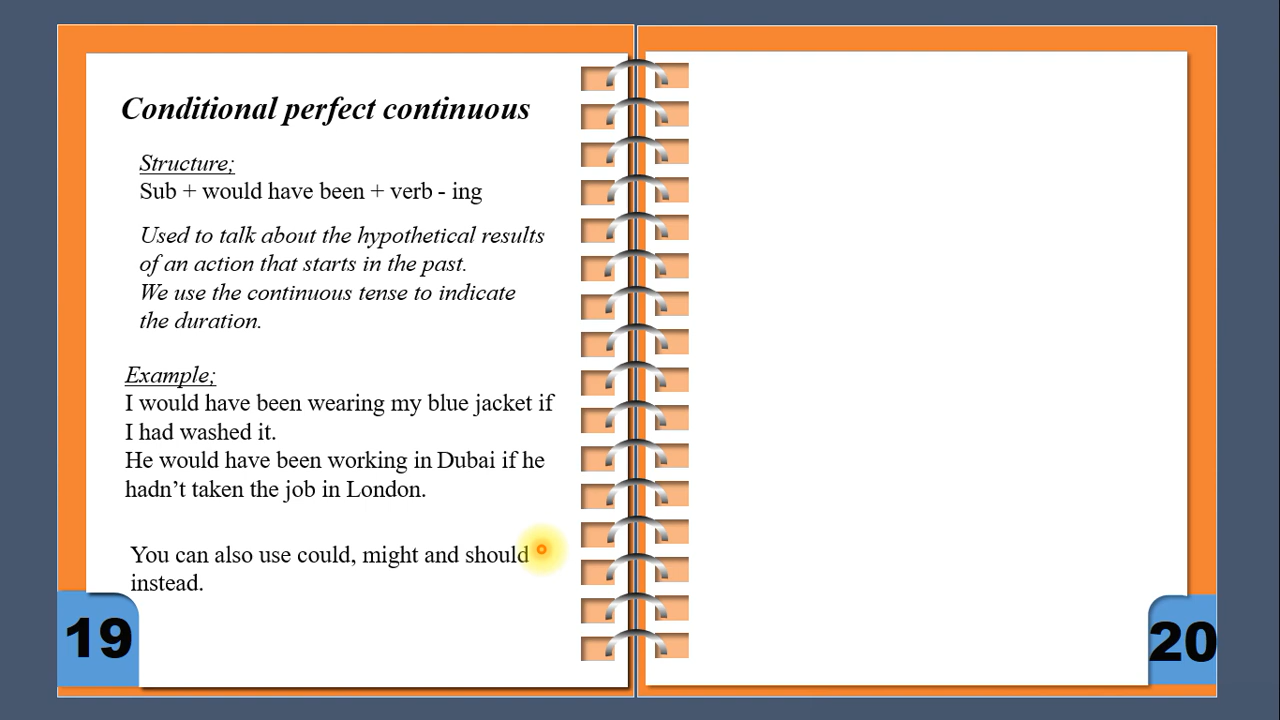 Conditional perfect continuous
Structure;
Sub + would have been + verb - ing
Used to talk about the hypothetical results
of an action that starts in the past.
We use the continuous tense to indicate
the duration.
Example;
I would have been wearing my blue jacket if
I had washed it.
He would have been working in Dubai if he
hadn’t taken the job in London.
You can also use could, might and should
instead.
19
20